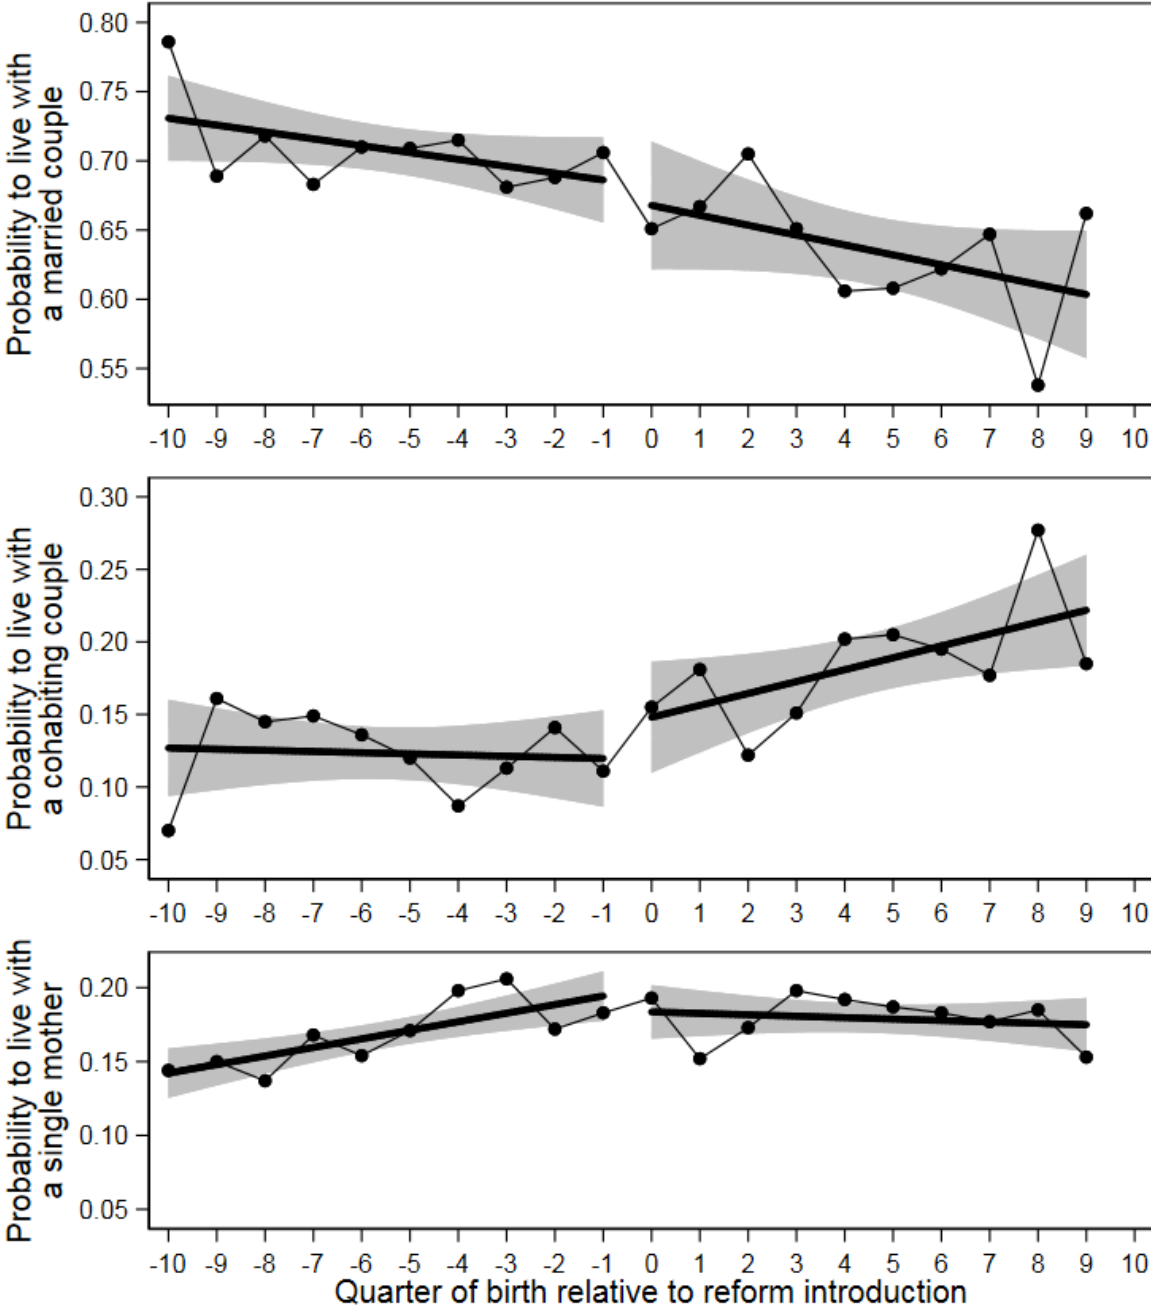 Probability to live with
a married couple
0.80
0.75
0.70
0.65
0.60
0.55
-10 -9 -8 -7 -6 -5 -4 -3 -2 -1 0 1 2 3 4 5 6 7 8 9 10
Probability to live with
a cohabiting couple
0.30
0.25
0.20
0.15
0.10
0.05
-10 -9 -8 -7 -6 -5 -4 -3 -2 -1 0 1 2 3 4 5 6 7 8 9 10
Probability to live with
a single mother
0.20
0.15
0.10
0.05
-10 -9 -8 -7 -6 -5 -4 -3 -2 -1 0 1 2 3 4 5 6 7 8 9 10
Quarter of birth relative to reform introduction